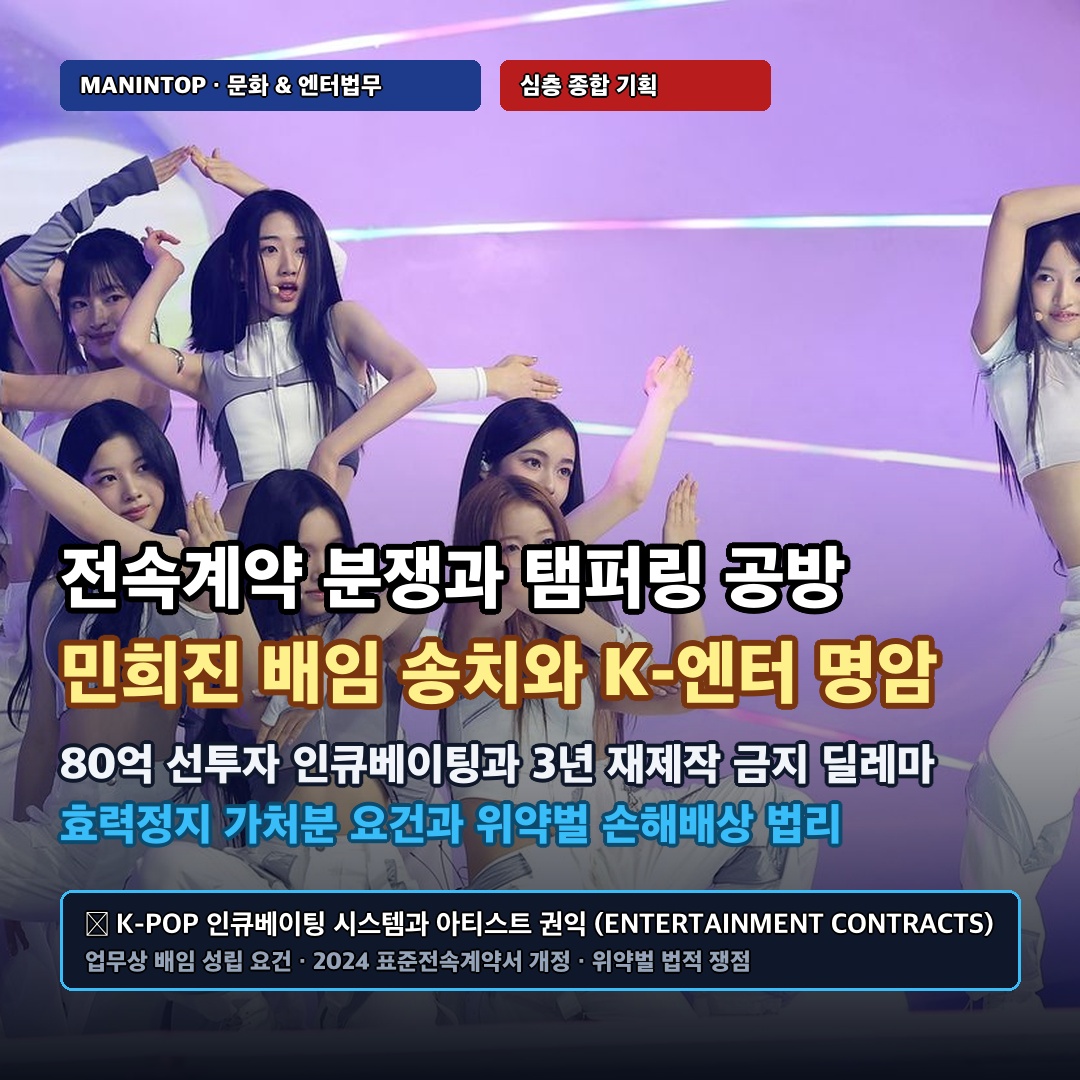 MANINTOP · 문화 & 엔터법무
심층 종합 기획
전속계약 분쟁과 탬퍼링 공방
민희진 배임 송치와 K-엔터 명암
80억 선투자 인큐베이팅과 3년 재제작 금지 딜레마
효력정지 가처분 요건과 위약벌 손해배상 법리
K-POP 인큐베이팅 시스템과 아티스트 권익 (ENTERTAINMENT CONTRACTS)
업무상 배임 성립 요건 · 2024 표준전속계약서 개정 · 위약벌 법적 쟁점